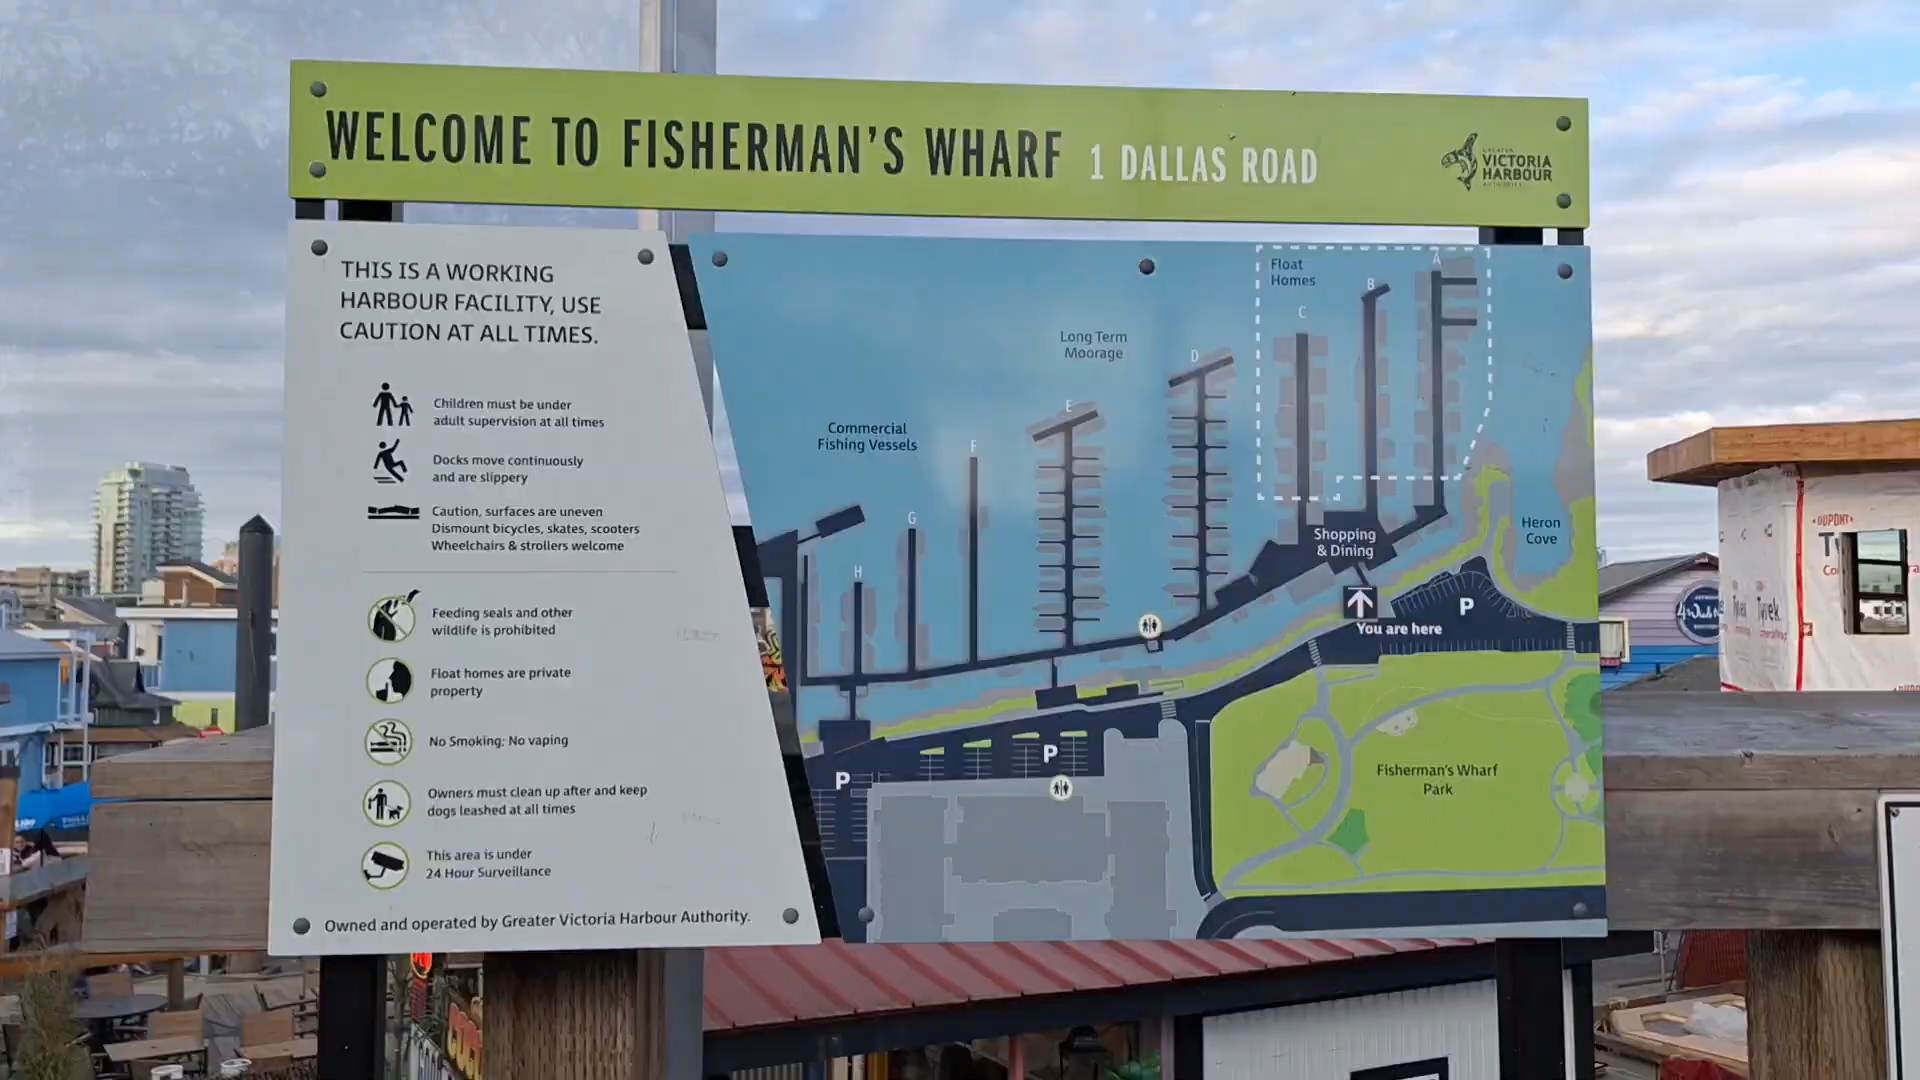 WELCOME TO FISHERMAN'S WHARF 1 DALLAS ROAD
GREATER
VICTORIA
HARBOUR
AUTHORITY
THIS IS A WORKING
HARBOUR FACILITY, USE
CAUTION AT ALL TIMES.
Children must be under
adult supervision at all times
Docks move continuously
and are slippery
Caution, surfaces are uneven
Dismount bicycles, skates, scooters
Wheelchairs & strollers welcome
Feeding seals and other
wildlife is prohibited
Float homes are private
property
No Smoking; No vaping
Owners must clean up after and keep
dogs leashed at all times
This area is under
24 Hour Surveillance
Owned and operated by Greater Victoria Harbour Authority.
Float
Homes
A
B
C
Long Term
Moorage
D
E
Commercial
Fishing Vessels
F
G
H
Shopping
& Dining
Heron
Cove
You are here
P
P
P
Fisherman's Wharf
Park
DUPONT
Tyvek